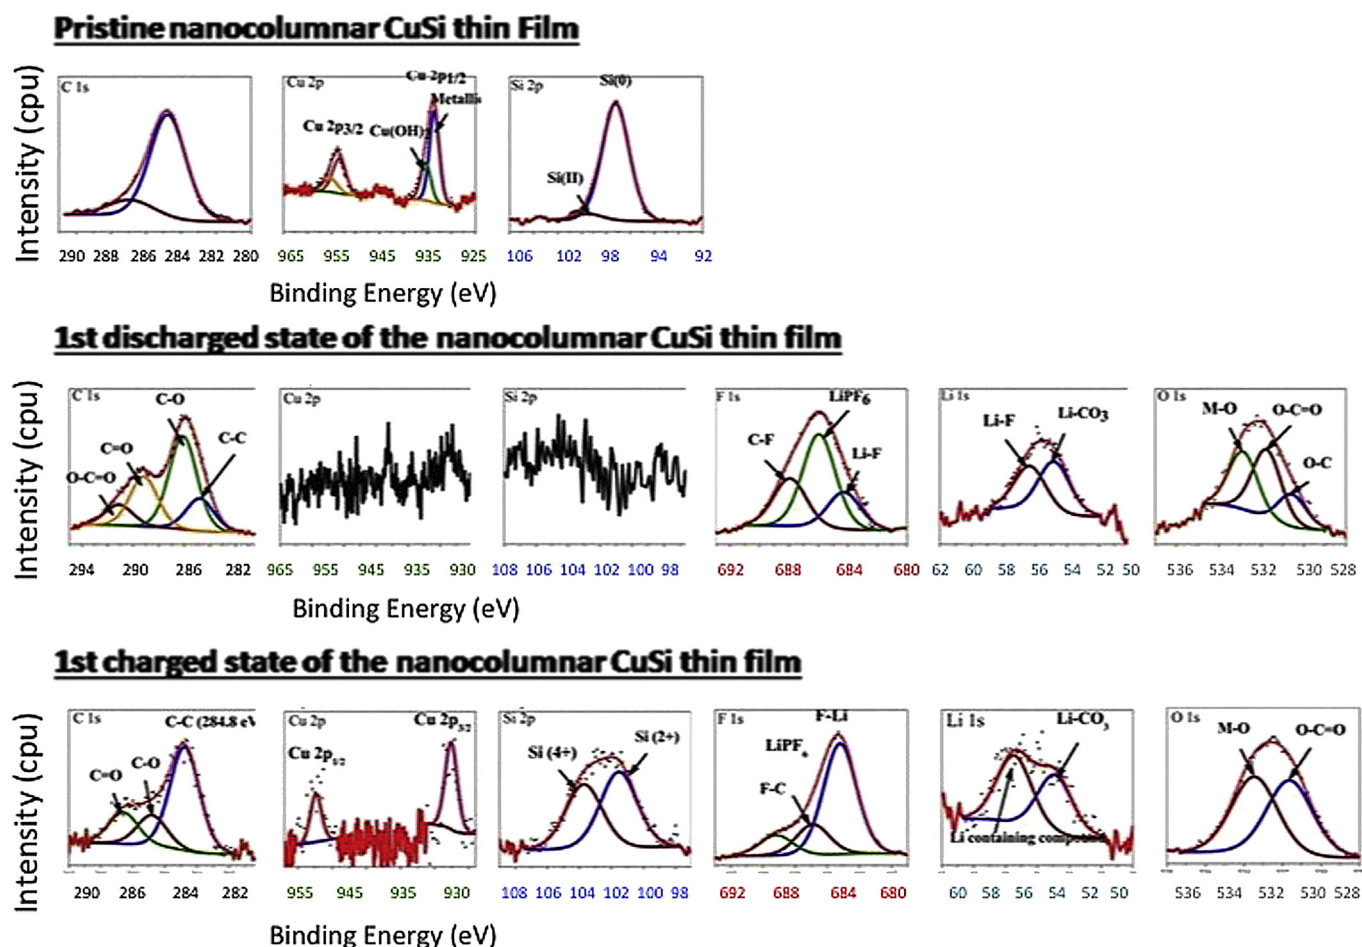 Pristine nanocolumnar CuSi thin Film
Intensity (cpu)
C 1s
290 288 286 284 282 280
Cu 2p
Cu 2p3/2
Cu(OH)
Cu 2p1/2
Metallis
965 955 945 935 925
Si 2p
Si(0)
Si(II)
106 102 98 94 92
Binding Energy (eV)
1st discharged state of the nanocolumnar CuSi thin film
Intensity (cpu)
C 1s
C-O
C=O
C-C
O-C=O
294 290 286 282
Cu 2p
965 955 945 935 930
Si 2p
108 106 104 102 100 98
F 1s
LiPF6
C-F
Li-F
692 688 684 680
Li 1s
Li-F
Li-CO3
62 60 56 54 52 50
O 1s
M-O
O-C=O
O-C
536 534 532 530 528
Binding Energy (eV)
1st charged state of the nanocolumnar CuSi thin film
Intensity (cpu)
C 1s
C-C (284.8 eV
C=O
C-O
290 286 284 282
Cu 2p
Cu 2p3/2
Cu 2p1/2
955 945 935 930
Si 2p
Si (4+)
Si (2+)
108 106 104 102 100 98
F 1s
F-Li
LiPF6
F-C
692 688 684 680
Li 1s
Li-CO3
Li containing compound
60 58 56 54 52 50
O 1s
M-O
O-C=O
536 534 532 530 528
Binding Energy (eV)